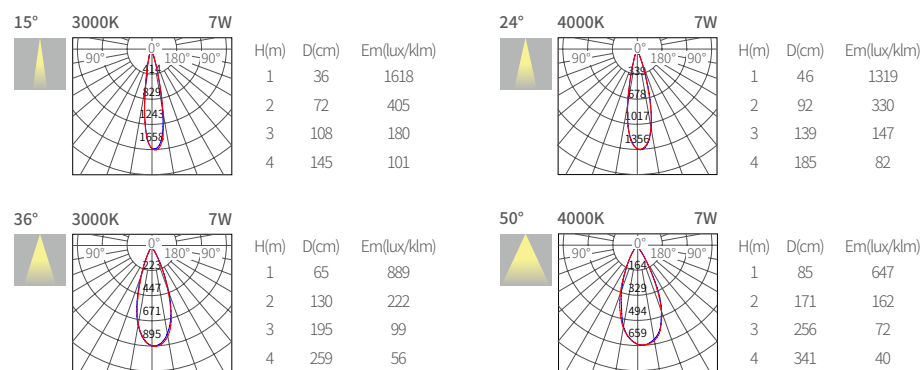 15° 3000K 7W
0°
90° 180° 90°
414
829
1243
1658
H(m) D(cm) Em(lux/klm)
1 36 1618
2 72 405
3 108 180
4 145 101
24° 4000K 7W
0°
90° 180° 90°
339
678
1017
1356
H(m) D(cm) Em(lux/klm)
1 46 1319
2 92 330
3 139 147
4 185 82
36° 3000K 7W
0°
90° 180° 90°
223
447
671
895
H(m) D(cm) Em(lux/klm)
1 65 889
2 130 222
3 195 99
4 259 56
50° 4000K 7W
0°
90° 180° 90°
164
329
494
659
H(m) D(cm) Em(lux/klm)
1 85 647
2 171 162
3 256 72
4 341 40